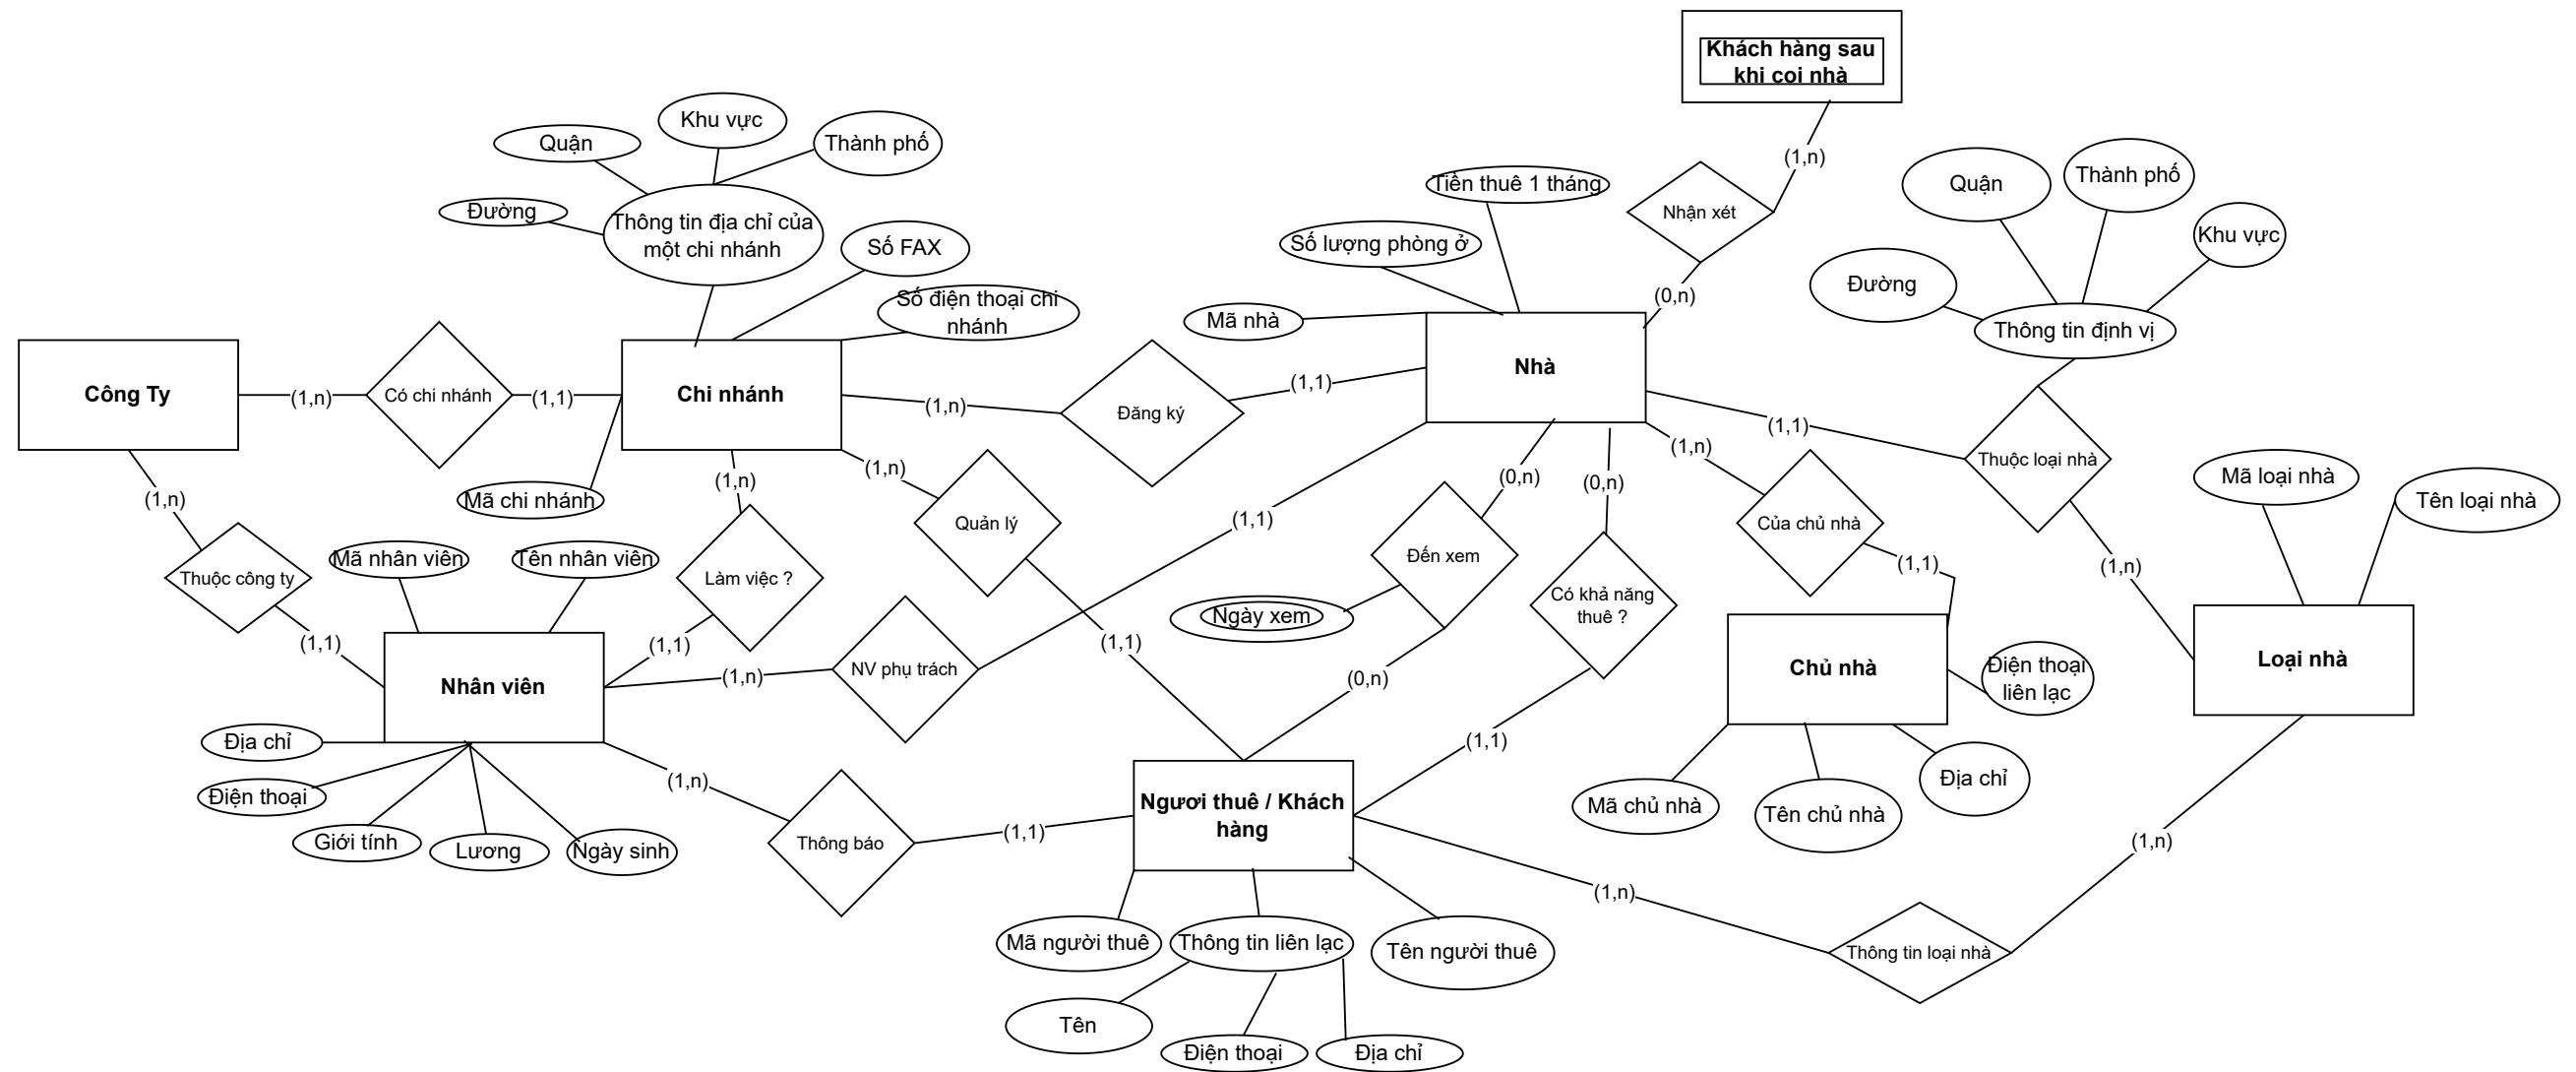 Khách hàng sau
khi coi nhà
Khu vực
Quận
Thành phố
(1,n)
Tiền thuê 1 tháng
Quận
Thành phố
Đường
Thông tin địa chỉ của
một chi nhánh
Nhận xét
Số FAX
Số lượng phòng ở
Khu vực
Số điện thoại chi
nhánh
(0,n)
Đường
Mã nhà
Thông tin định vị
Công Ty
(1,n)
Có chi nhánh
(1,1)
Chi nhánh
(1,n)
Đăng ký
(1,1)
Nhà
(1,1)
Thuộc loại nhà
(1,n)
(1,n)
(1,n)
(1,n)
Mã chi nhánh
(0,n)
(0,n)
Mã loại nhà
Tên loại nhà
Quản lý
(1,1)
Của chủ nhà
Mã nhân viên
Tên nhân viên
Thuộc công ty
Làm việc ?
Đến xem
(1,1)
(1,n)
Ngày xem
Có khả năng
thuê ?
(1,1)
(1,1)
(1,1)
Nhân viên
(1,n)
NV phụ trách
(0,n)
Chủ nhà
Điện thoại
liên lạc
Loại nhà
Địa chỉ
(1,1)
Điện thoại
(1,n)
Ngươi thuê / Khách
hàng
Mã chủ nhà
Tên chủ nhà
Địa chỉ
Giới tính
Lương
Ngày sinh
Thông báo
(1,1)
(1,n)
(1,n)
Mã người thuê
Thông tin liên lạc
Tên người thuê
Thông tin loại nhà
Tên
Điện thoại
Địa chỉ